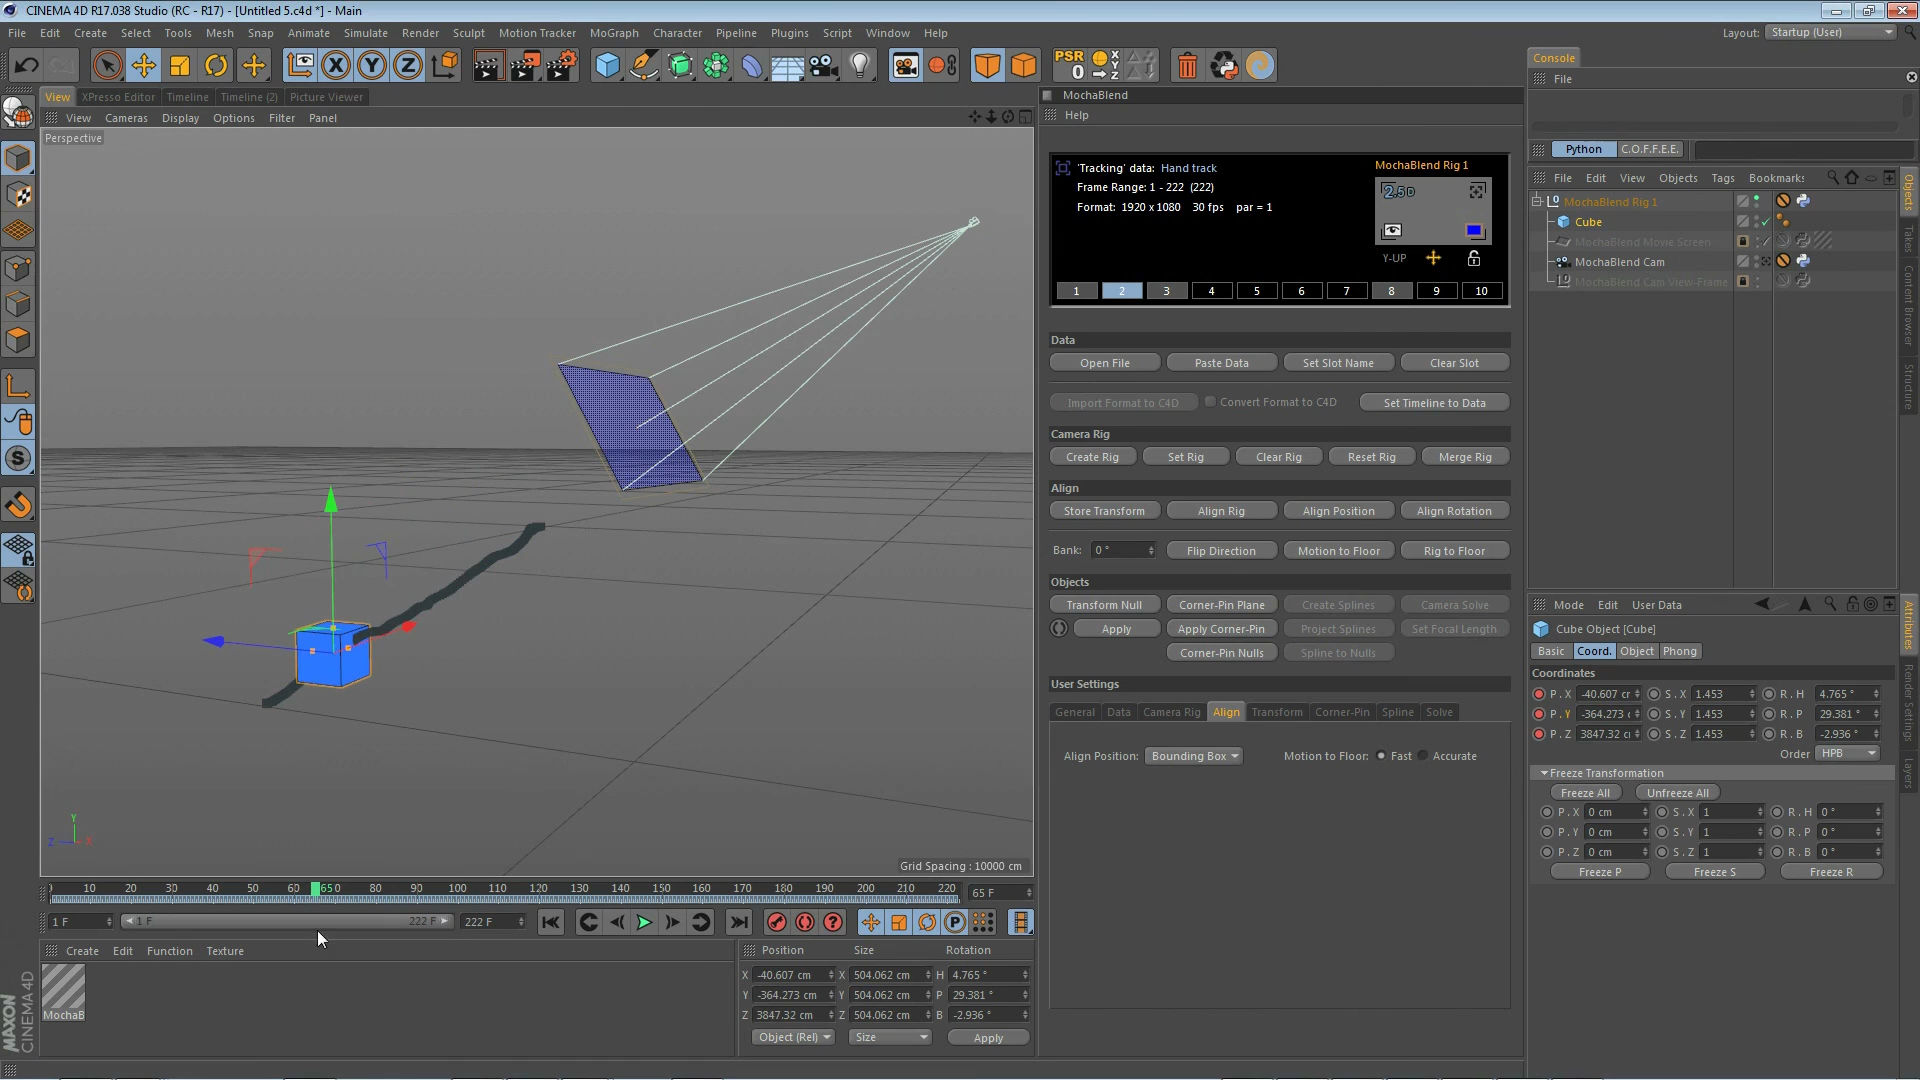 CINEMA 4D R17.038 Studio (RC - R17) - [Untitled 5.c4d *] - Main
File Edit Create Select Tools Mesh Snap Animate Simulate Render Sculpt Motion Tracker MoGraph Character Pipeline Plugins Script Window Help
Layout: Startup (User)
PSR
0
View XPresso Editor Timeline Timeline (2) Picture Viewer
View Cameras Display Options Filter Panel
Perspective
Grid Spacing : 10000 cm
Y
Z X
0 10 20 30 40 50 60 65 0 80 90 100 110 120 130 140 150 160 170 180 190 200 210 220
65 F
1 F
1 F 222 F
222 F
Create Edit Function Texture
MochaB
MAXON
CINEMA 4D
Position Size Rotation
X -40.607 cm X 504.062 cm H 4.765 °
Y -364.273 cm Y 504.062 cm P 29.381 °
Z 3847.32 cm Z 504.062 cm B -2.936 °
Object (Rel) Size Apply
MochaBlend
Help
'Tracking' data: Hand track
Frame Range: 1 - 222 (222)
Format: 1920 x 1080 30 fps par = 1
MochaBlend Rig 1
2.5D
Y-UP
1 2 3 4 5 6 7 8 9 10
Data
Open File Paste Data Set Slot Name Clear Slot
Import Format to C4D Convert Format to C4D Set Timeline to Data
Camera Rig
Create Rig Set Rig Clear Rig Reset Rig Merge Rig
Align
Store Transform Align Rig Align Position Align Rotation
Bank: 0 ° Flip Direction Motion to Floor Rig to Floor
Objects
Transform Null Corner-Pin Plane Create Splines Camera Solve
Apply Apply Corner-Pin Project Splines Set Focal Length
Corner-Pin Nulls Spline to Nulls
User Settings
General Data Camera Rig Align Transform Corner-Pin Spline Solve
Align Position: Bounding Box Motion to Floor: Fast Accurate
Console
File
Python C.O.F.F.E.E.
File Edit View Objects Tags Bookmarks
MochaBlend Rig 1
Cube
MochaBlend Movie Screen
MochaBlend Cam
MochaBlend Cam View-Frame
Objects
Takes
Content Browser
Structure
Mode Edit User Data
Cube Object [Cube]
Basic Coord. Object Phong
Coordinates
P . X -40.607 cr S . X 1.453 R . H 4.765 °
P . Y -364.273 S . Y 1.453 R . P 29.381 °
P . Z 3847.32 S . Z 1.453 R . B -2.936 °
Order HPB
Freeze Transformation
Freeze All Unfreeze All
P . X 0 cm S . X 1 R . H 0 °
P . Y 0 cm S . Y 1 R . P 0 °
P . Z 0 cm S . Z 1 R . B 0 °
Freeze P Freeze S Freeze R
Attributes
Render Settings
Layers